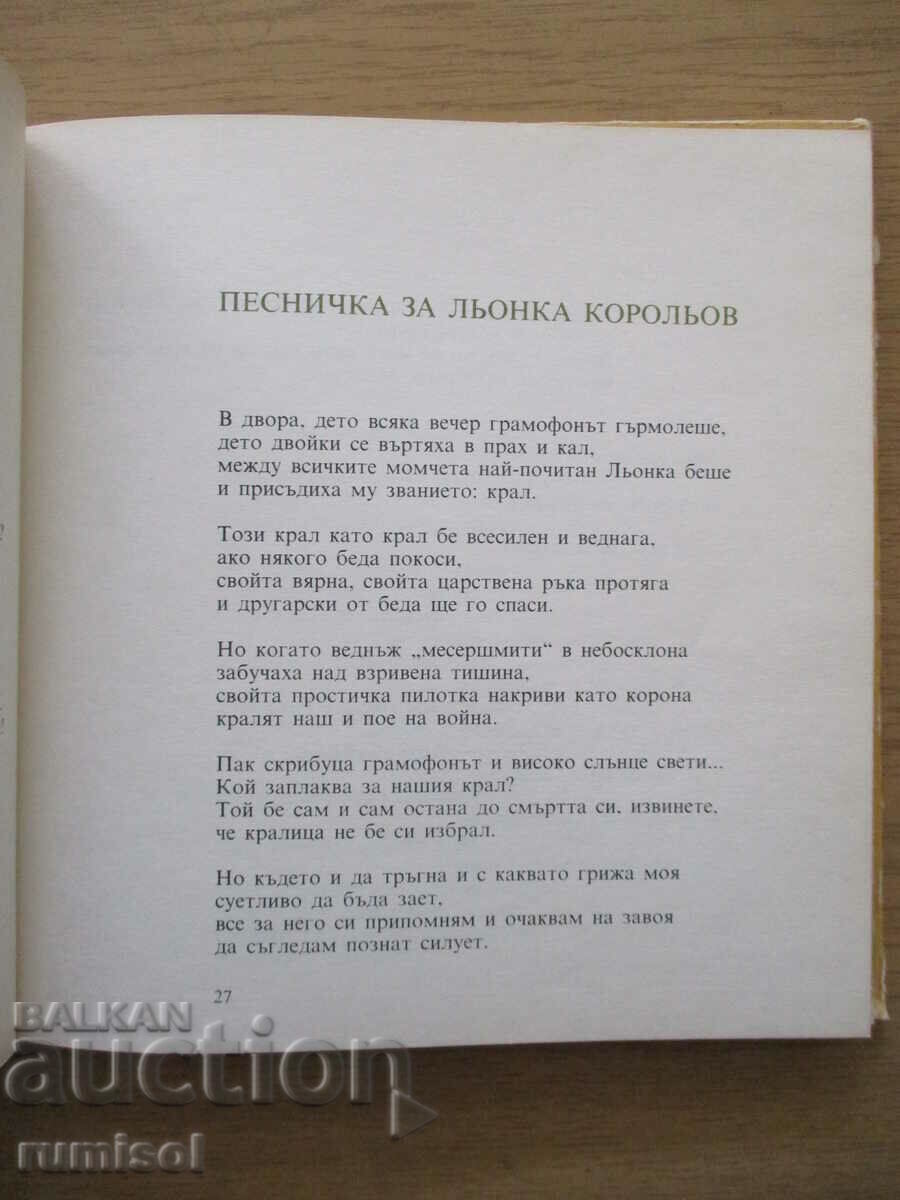 ПЕСНИЧКА ЗА ЛЬОНКА КОРОЛЬОВ
В двора, дето всяка вечер грамофонът гърмолеше,
дето двойки се въртяха в прах и кал,
между всичките момчета най-почитан Льонка беше
и присъдиха му званието: крал.
Този крал като крал бе всесилен и веднага,
ако някого беда покоси,
свойта вярна, свойта царствена ръка протяга
и другарски от беда ще го спаси.
Но когато веднъж „месершмити“ в небосклона
забучаха над взривена тишина,
свойта простичка пилотка накриви като корона
кралят наш и пое на война.
Пак скрибуца грамофонът и високо слънце свети...
Кой заплаква за нашия крал?
Той бе сам и сам остана до смъртта си, извинете,
че кралица не бе си избрал.
Но където и да тръгна и с каквато грижа моя
суетливо да бъда зает,
все за него си припомням и очаквам на завоя
да съгледам познат силует.
27
BALKAN
auction
rumisol